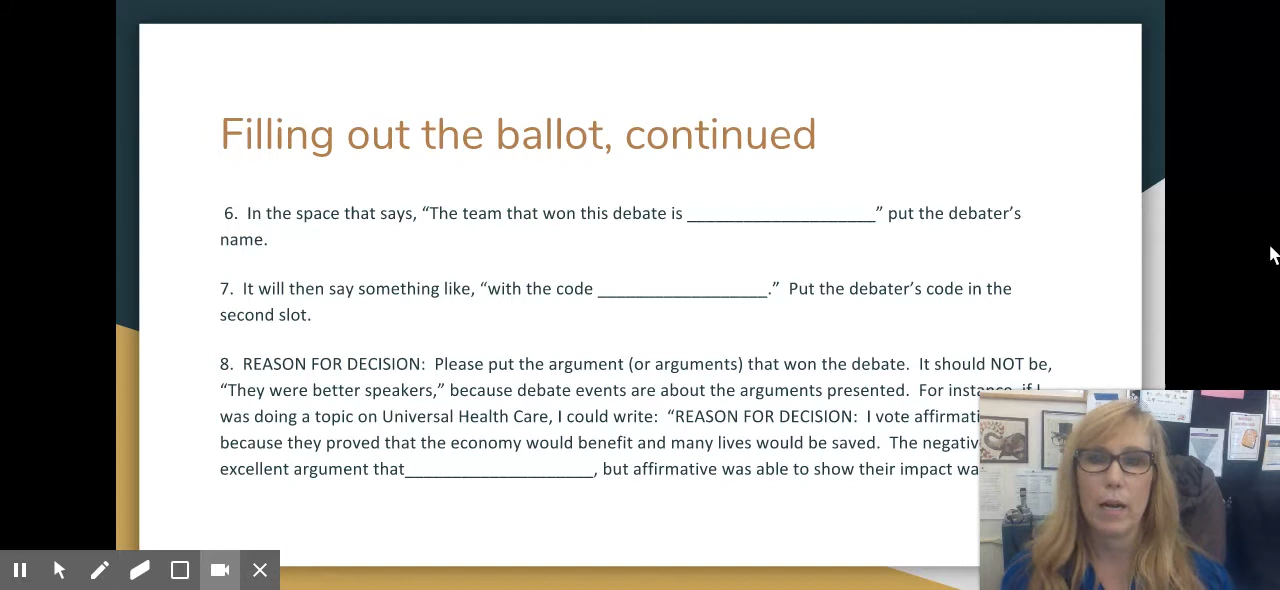 Filling out the ballot, continued
6. In the space that says, “The team that won this debate is ____________________” put the debater’s
name.
7. It will then say something like, “with the code __________________.” Put the debater’s code in the
second slot.
8. REASON FOR DECISION: Please put the argument (or arguments) that won the debate. It should NOT be,
“They were better speakers,” because debate events are about the arguments presented. For instance, if I
was doing a topic on Universal Health Care, I could write: “REASON FOR DECISION: I vote affirmati
because they proved that the economy would benefit and many lives would be saved. The negativ
excellent argument that____________________, but affirmative was able to show their impact wa